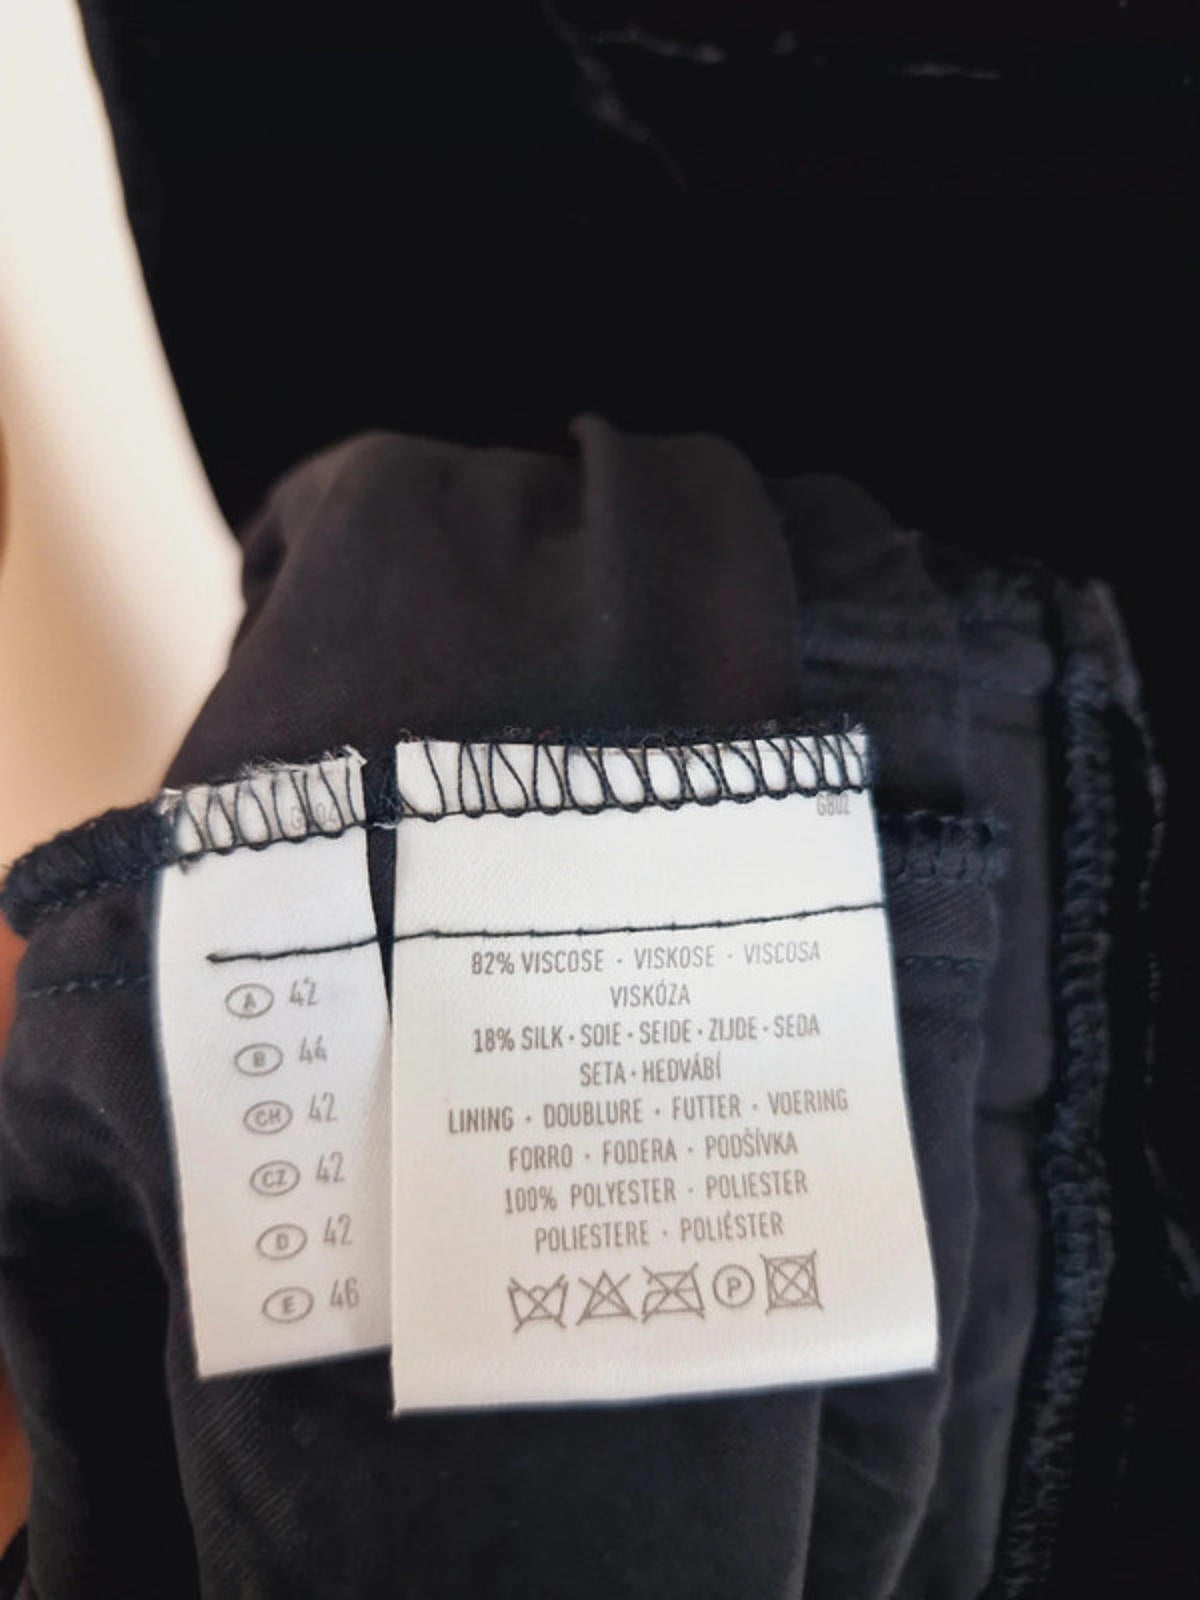 A 42
B 44
CH 42
CZ 42
D 42
E 46
G802
82% VISCOSE · VISKOSE · VISCOSA
VISKÓZA
18% SILK · SOIE · SEIDE · ZIJDE · SEDA
SETA · HEDVÁBÍ
LINING · DOUBLURE · FUTTER · VOERING
FORRO · FODERA · PODŠÍVKA
100% POLYESTER · POLIESTER
POLIESTERE · POLIÉSTER
P